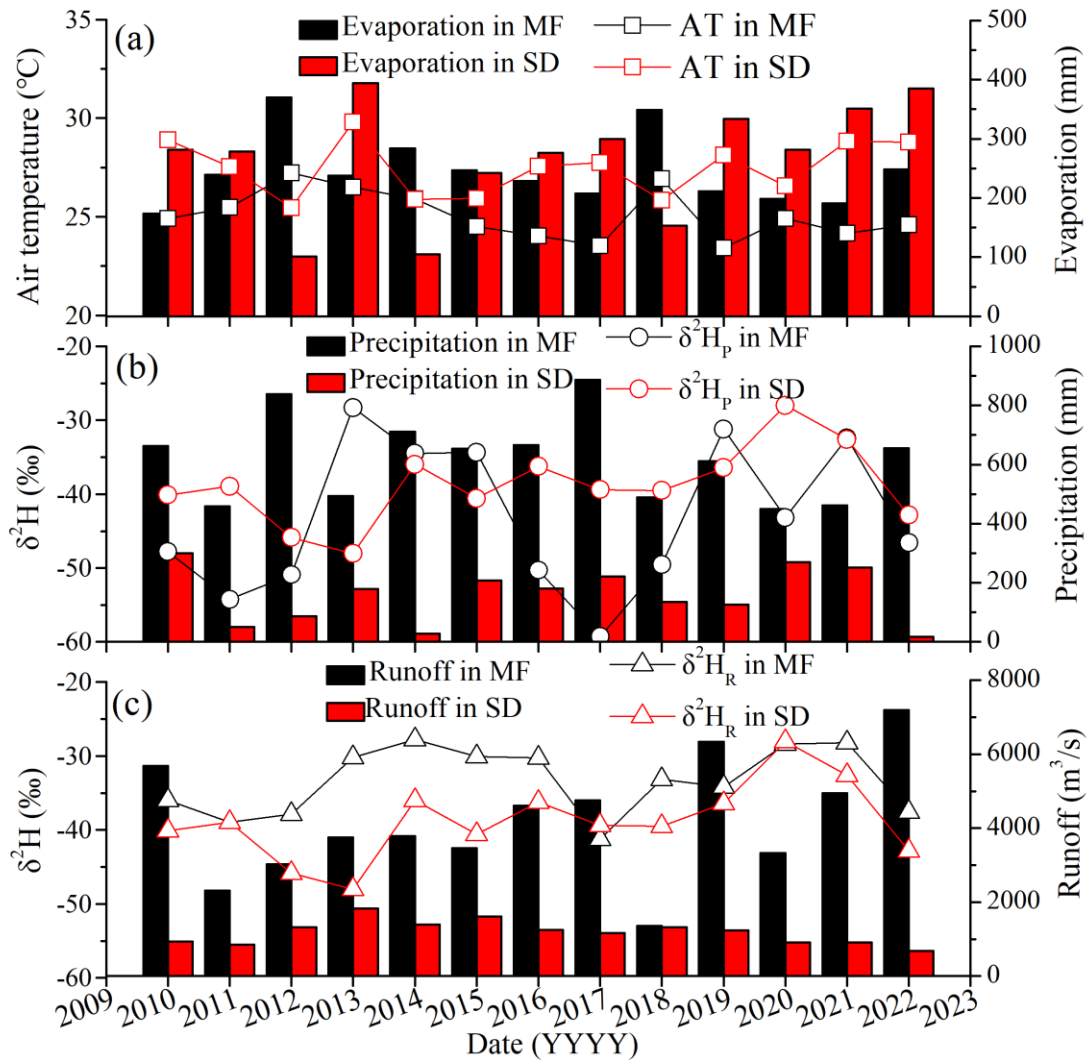 (a)
Evaporation in MF
Evaporation in SD
AT in MF
AT in SD
Air temperature (°C)
35
30
25
20
Evaporation (mm)
500
400
300
200
100
0
(b)
Precipitation in MF
Precipitation in SD
δ²H_P in MF
δ²H_P in SD
δ²H (‰)
-20
-30
-40
-50
-60
Precipitation (mm)
1000
800
600
400
200
0
(c)
Runoff in MF
Runoff in SD
δ²H_R in MF
δ²H_R in SD
δ²H (‰)
-20
-30
-40
-50
-60
Runoff (m³/s)
8000
6000
4000
2000
0
2009 2010 2011 2012 2013 2014 2015 2016 2017 2018 2019 2020 2021 2022 2023
Date (YYYY)